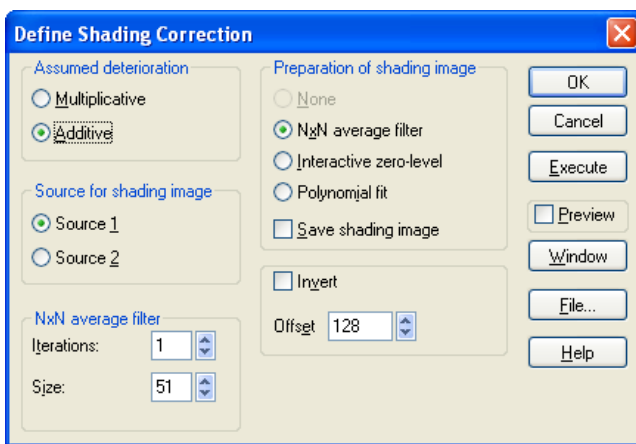 Define Shading Correction
Assumed deterioration
Multiplicative
Additive
Source for shading image
Source 1
Source 2
NxN average filter
Iterations: 1
Size: 51
Preparation of shading image
None
NxN average filter
Interactive zero-level
Polynomial fit
Save shading image
Invert
Offset 128
OK
Cancel
Execute
Preview
Window
File...
Help